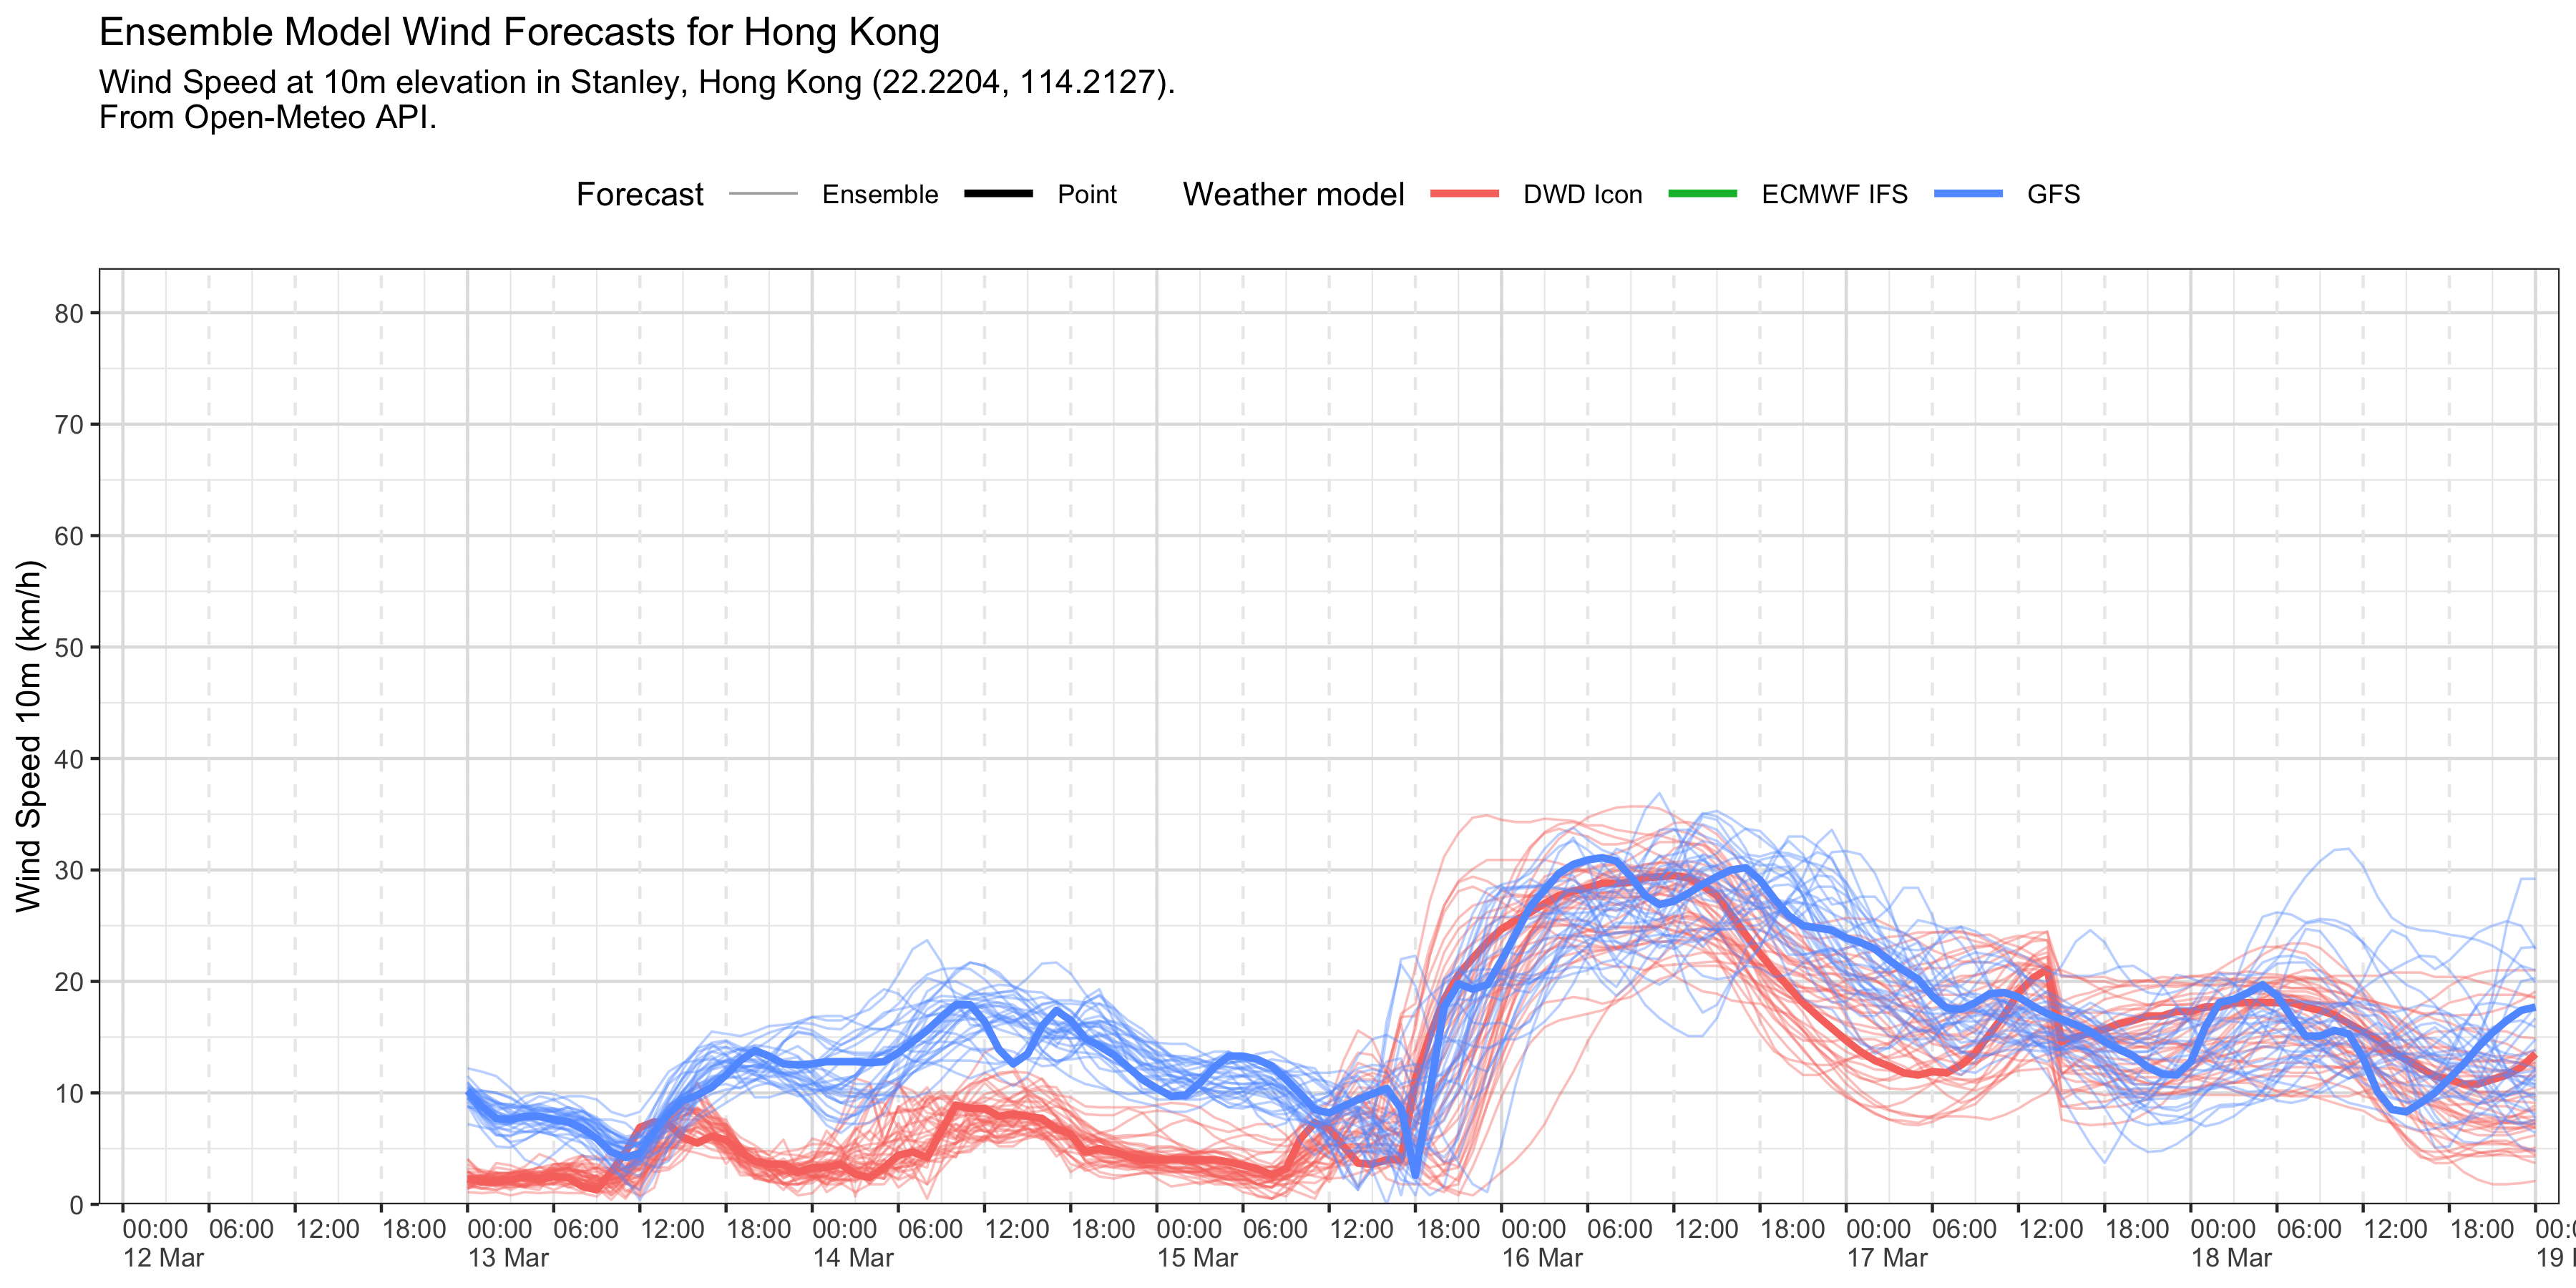 Ensemble Model Wind Forecasts for Hong Kong
Wind Speed at 10m elevation in Stanley, Hong Kong (22.2204, 114.2127).
From Open-Meteo API.
Forecast Ensemble Point Weather model DWD Icon ECMWF IFS GFS
Wind Speed 10m (km/h)
80
70
60
50
40
30
20
10
0
00:00 06:00 12:00 18:00 00:00 06:00 12:00 18:00 00:00 06:00 12:00 18:00 00:00 06:00 12:00 18:00 00:00 06:00 12:00 18:00 00:00 06:00 12:00 18:00 00:00 06:00 12:00 18:00
12 Mar 13 Mar 14 Mar 15 Mar 16 Mar 17 Mar 18 Mar 19